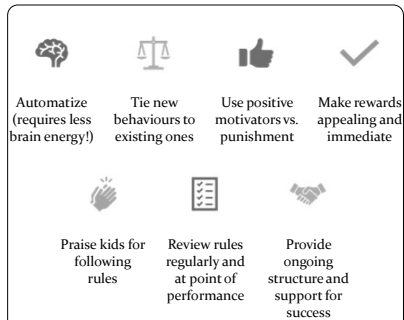 Automatize
(requires less
brain energy!)
Tie new
behaviours to
existing ones
Use positive
motivators vs.
punishment
Make rewards
appealing and
immediate
Praise kids for
following
rules
Review rules
regularly and
at point of
performance
Provide
ongoing
structure and
support for
success